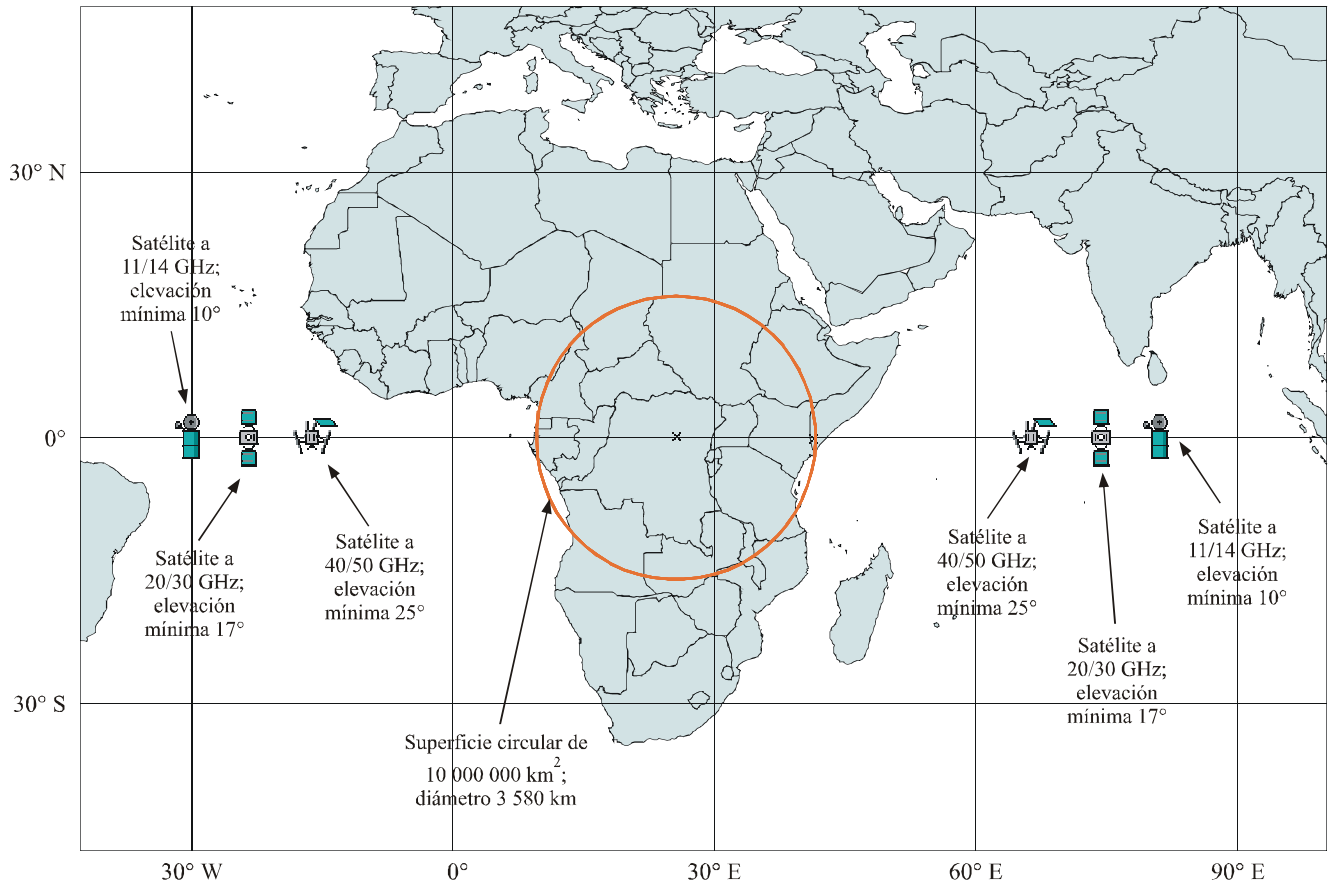 30° N
Satélite a
11/14 GHz;
elevación
mínima 10°
0°
Satélite a
20/30 GHz;
elevación
mínima 17°
Satélite a
40/50 GHz;
elevación
mínima 25°
Satélite a
40/50 GHz;
elevación
mínima 25°
Satélite a
11/14 GHz;
elevación
mínima 10°
Satélite a
20/30 GHz;
elevación
mínima 17°
30° S
Superficie circular de
10 000 000 km²;
diámetro 3 580 km
30° W
0°
30° E
60° E
90° E